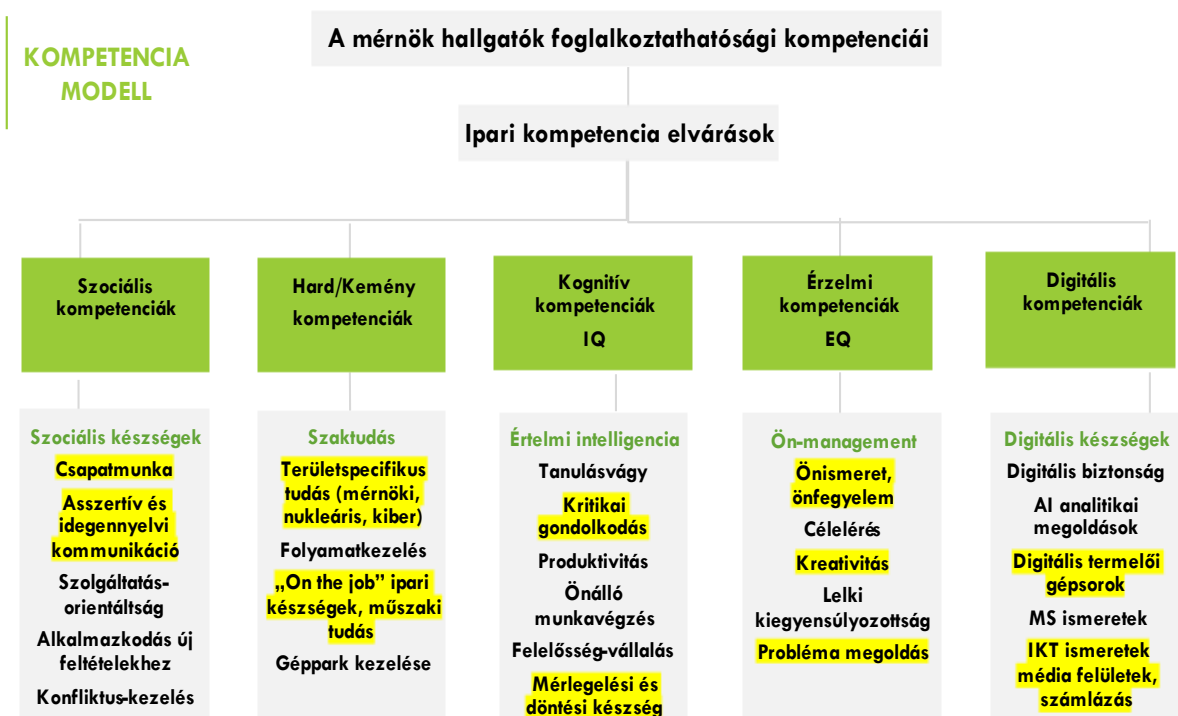 KOMPETENCIA
MODELL
A mérnök hallgatók foglalkoztathatósági kompetenciái
Ipari kompetencia elvárások
Szociális
kompetenciák
Hard/Kemény
kompetenciák
Kognitív
kompetenciák
IQ
Érzelmi
kompetenciák
EQ
Digitális
kompetenciák
Szociális készségek
Csapatmunka
Asszertív és
idegennyelvi
kommunikáció
Szolgáltatás-
orientáltság
Alkalmazkodás új
feltételekhez
Konfliktus-kezelés
Szaktudás
Területspecifikus
tudás (mérnöki,
nukleáris, kiber)
Folyamatkezelés
„On the job” ipari
készségek, műszaki
tudás
Géppark kezelése
Értelmi intelligencia
Tanulásvágy
Kritikai
gondolkodás
Produktivitás
Önálló
munkavégzés
Felelősség-vállalás
Mérlegelési és
döntési készség
Ön-management
Önismeret,
önfegyelem
Célelérés
Kreativitás
Lelki
kiegyensúlyozottság
Probléma megoldás
Digitális készségek
Digitális biztonság
AI analitikai
megoldások
Digitális termelői
gépsorok
MS ismeretek
IKT ismeretek
média felületek,
számlázás